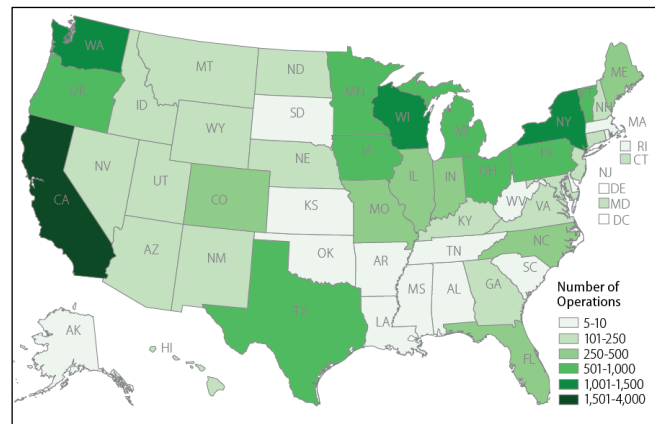 WA
MT
ND
MN
ME
OR
ID
SD
WI
MI
NY
NH
MA
WY
RI
CT
NV
NE
IA
PA
NJ
UT
CO
IL
IN
OH
DE
MD
DC
CA
KS
MO
WV
VA
KY
AZ
NM
OK
AR
TN
NC
SC
MS
AL
GA
TX
LA
FL
AK
HI
Number of
Operations
5-10
101-250
250-500
501-1,000
1,001-1,500
1,501-4,000